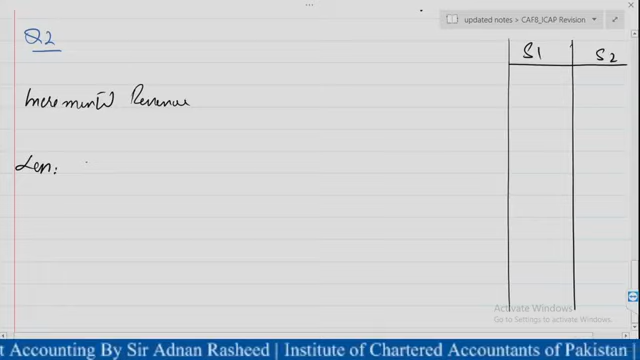 updated notes > CAF8_ICAP Revision
Q2
S1 S2
Incremental Revenue
Less:
Activate Windows
Go to Settings to activate Windows.
t Accounting By Sir Adnan Rasheed | Institute of Chartered Accountants of Pakistan |